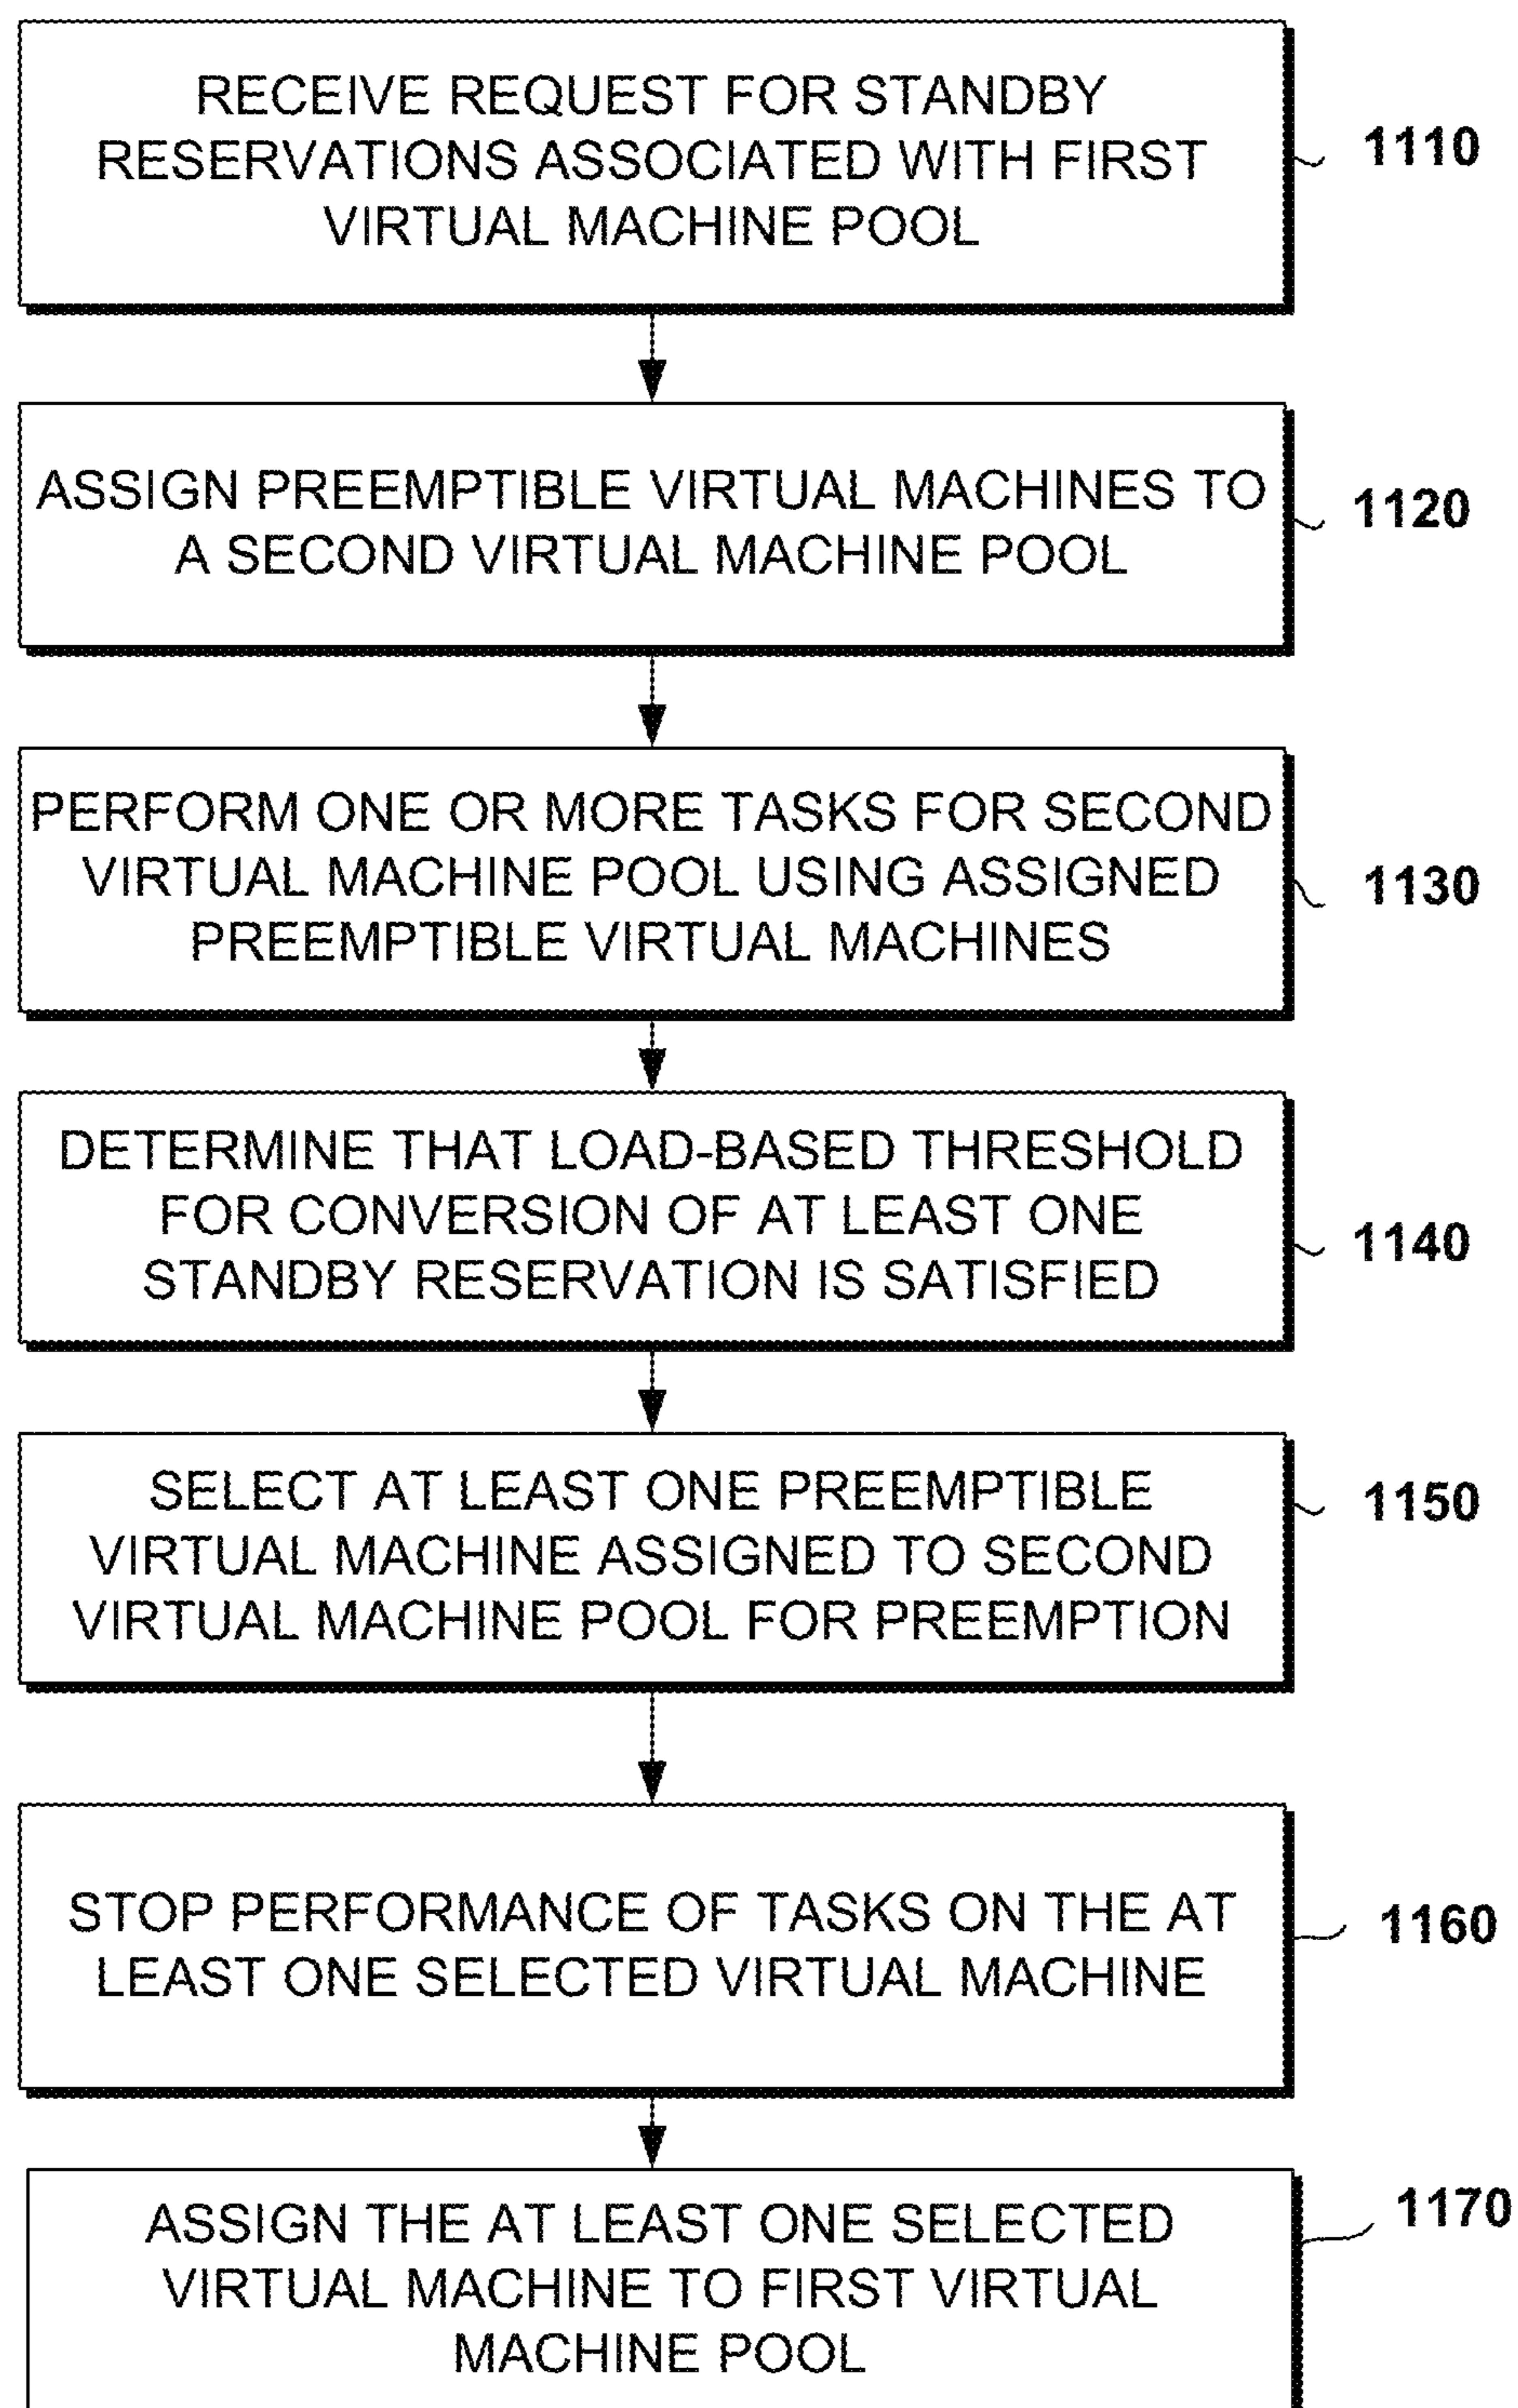 RECEIVE REQUEST FOR STANDBY
RESERVATIONS ASSOCIATED WITH FIRST
VIRTUAL MACHINE POOL
1110
ASSIGN PREEMPTIBLE VIRTUAL MACHINES TO
A SECOND VIRTUAL MACHINE POOL
1120
PERFORM ONE OR MORE TASKS FOR SECOND
VIRTUAL MACHINE POOL USING ASSIGNED
PREEMPTIBLE VIRTUAL MACHINES
1130
DETERMINE THAT LOAD-BASED THRESHOLD
FOR CONVERSION OF AT LEAST ONE
STANDBY RESERVATION IS SATISFIED
1140
SELECT AT LEAST ONE PREEMPTIBLE
VIRTUAL MACHINE ASSIGNED TO SECOND
VIRTUAL MACHINE POOL FOR PREEMPTION
1150
STOP PERFORMANCE OF TASKS ON THE AT
LEAST ONE SELECTED VIRTUAL MACHINE
1160
ASSIGN THE AT LEAST ONE SELECTED
VIRTUAL MACHINE TO FIRST VIRTUAL
MACHINE POOL
1170